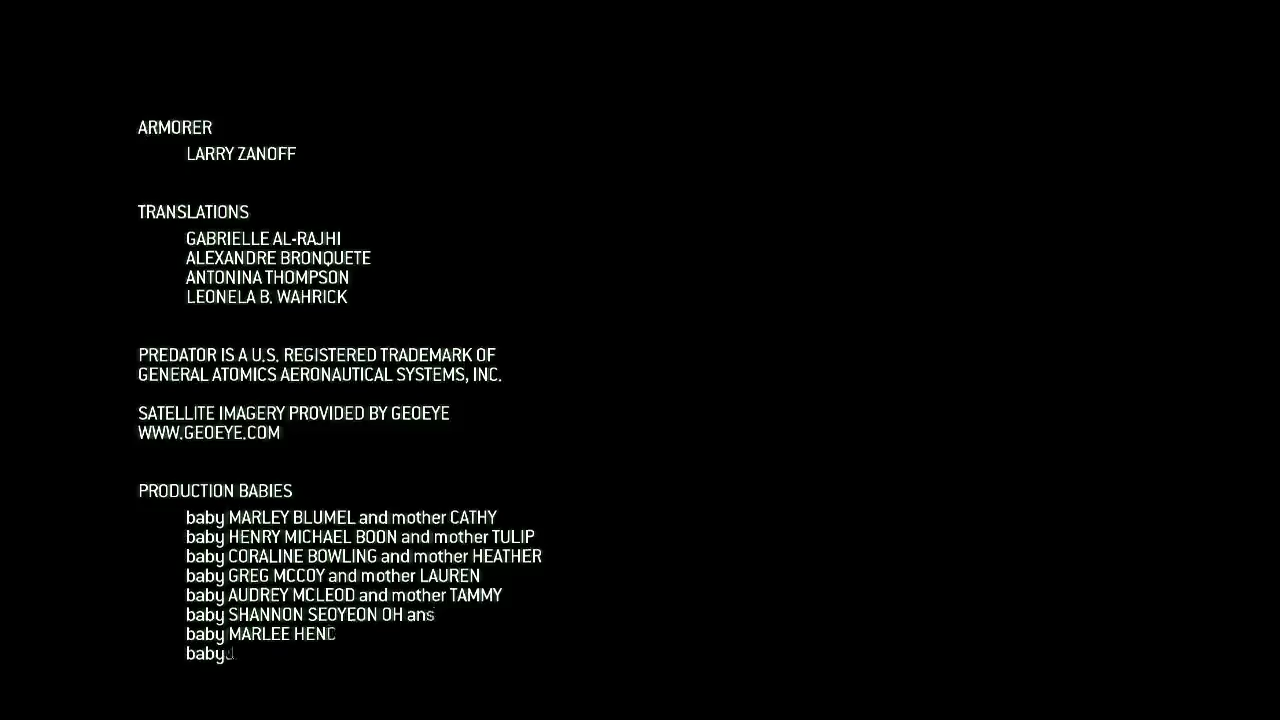 ARMORER
LARRY ZANOFF
TRANSLATIONS
GABRIELLE AL-RAJHI
ALEXANDRE BRONQUETE
ANTONINA THOMPSON
LEONELA B. WAHRICK
PREDATOR IS A U.S. REGISTERED TRADEMARK OF
GENERAL ATOMICS AERONAUTICAL SYSTEMS, INC.
SATELLITE IMAGERY PROVIDED BY GEOEYE
WWW.GEOEYE.COM
PRODUCTION BABIES
baby MARLEY BLUMEL and mother CATHY
baby HENRY MICHAEL BOON and mother TULIP
baby CORALINE BOWLING and mother HEATHER
baby GREG MCCOY and mother LAUREN
baby AUDREY MCLEOD and mother TAMMY
baby SHANNON SEOYEON OH
baby MARLEE
baby